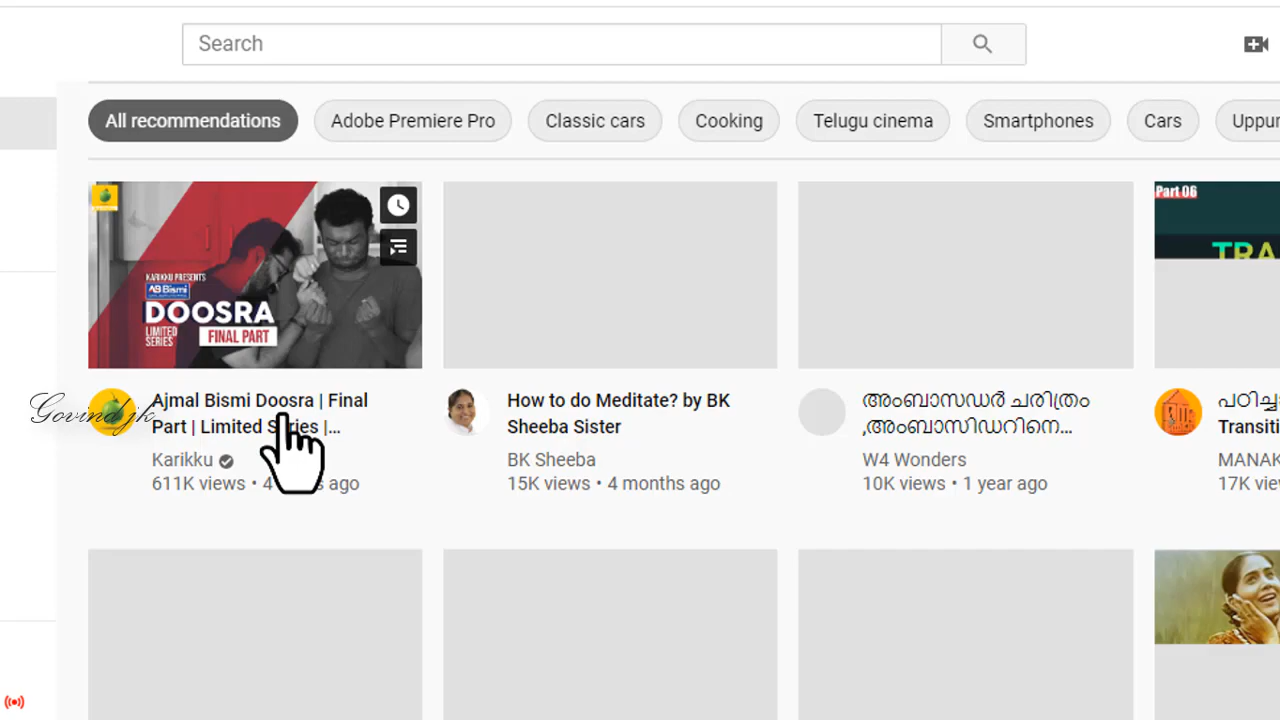 Search
All recommendations
Adobe Premiere Pro
Classic cars
Cooking
Telugu cinema
Smartphones
Cars
Uppu
KARIKKU PRESENTS
AB Bismi
DOOSRA
LIMITED
SERIES
FINAL PART
Part 06
TRA
Govind jk
Ajmal Bismi Doosra | Final
Part | Limited Series |...
Karikku
611K views • 4 ago
How to do Meditate? by BK
Sheeba Sister
BK Sheeba
15K views • 4 months ago
അംബാസഡർ ചരിത്രം
,അംബാസിഡറിനെ...
W4 Wonders
10K views • 1 year ago
Transiti
MANAK
17K vie